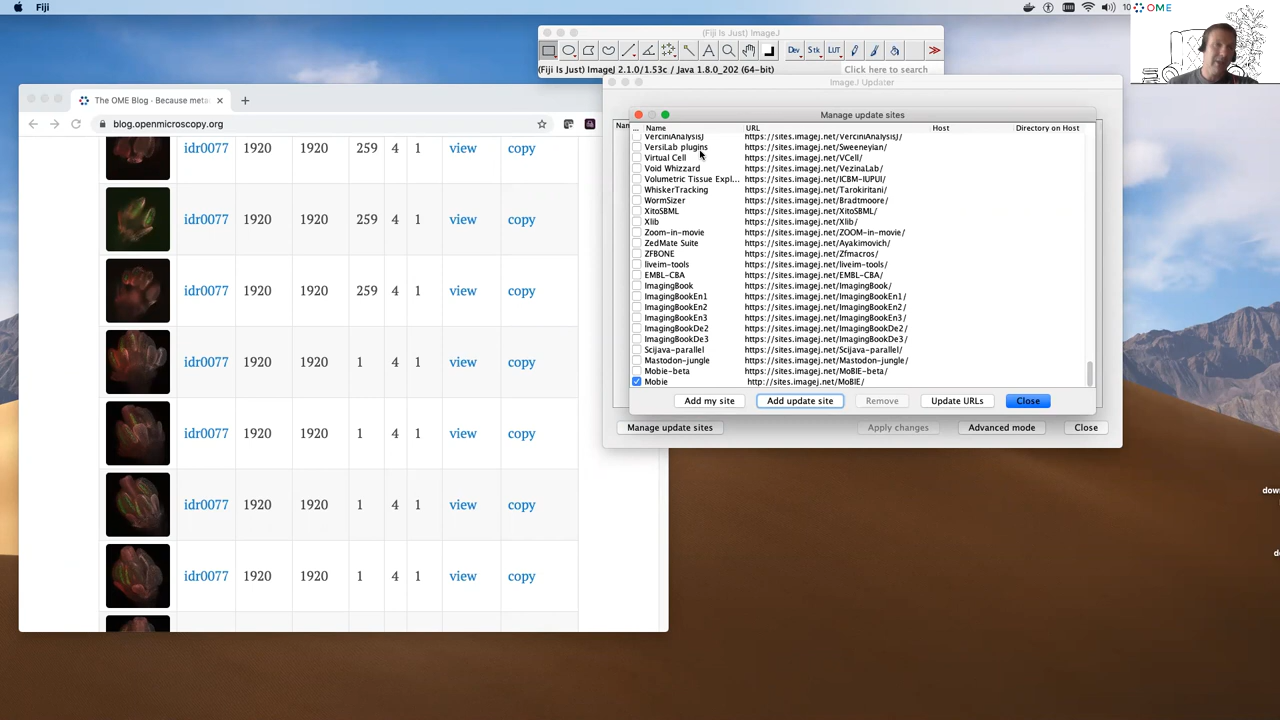 Fiji
10
OME
(Fiji Is Just) ImageJ
Dev
Stk
LUT
(Fiji Is Just) ImageJ 2.1.0/1.53c / Java 1.8.0_202 (64-bit)
Click here to search
ImageJ Updater
The OME Blog - Because meta
blog.openmicroscopy.org
idr0077 1920 1920 259 4 1 view copy
idr0077 1920 1920 259 4 1 view copy
idr0077 1920 1920 259 4 1 view copy
idr0077 1920 1920 1 4 1 view copy
idr0077 1920 1920 1 4 1 view copy
idr0077 1920 1920 1 4 1 view copy
idr0077 1920 1920 1 4 1 view copy
Manage update sites
... Name URL Host Directory on Host
VerciniAnalysisJ https://sites.imagej.net/VerciniAnalysisJ/
VersiLab plugins https://sites.imagej.net/Sweeneyian/
Virtual Cell https://sites.imagej.net/VCell/
Void Whizzard https://sites.imagej.net/VezinaLab/
Volumetric Tissue Expl... https://sites.imagej.net/ICBM-IUPUI/
WhiskerTracking https://sites.imagej.net/Tarokiritani/
WormSizer https://sites.imagej.net/Bradtmoore/
XitoSBML https://sites.imagej.net/XitoSBML/
Xlib https://sites.imagej.net/Xlib/
Zoom-in-movie https://sites.imagej.net/ZOOM-in-movie/
ZedMate Suite https://sites.imagej.net/Ayakimovich/
ZFBONE https://sites.imagej.net/Zfmacros/
liveim-tools https://sites.imagej.net/liveim-tools/
EMBL-CBA https://sites.imagej.net/EMBL-CBA/
ImagingBook https://sites.imagej.net/ImagingBook/
ImagingBookEn1 https://sites.imagej.net/ImagingBookEn1/
ImagingBookEn2 https://sites.imagej.net/ImagingBookEn2/
ImagingBookEn3 https://sites.imagej.net/ImagingBookEn3/
ImagingBookDe2 https://sites.imagej.net/ImagingBookDe2/
ImagingBookDe3 https://sites.imagej.net/ImagingBookDe3/
Scijava-parallel https://sites.imagej.net/Scijava-parallel/
Mastodon-jungle https://sites.imagej.net/Mastodon-jungle/
Mobie-beta https://sites.imagej.net/MoBIE-beta/
Mobie http://sites.imagej.net/MoBIE/
Add my site
Add update site
Remove
Update URLs
Close
Manage update sites
Apply changes
Advanced mode
Close